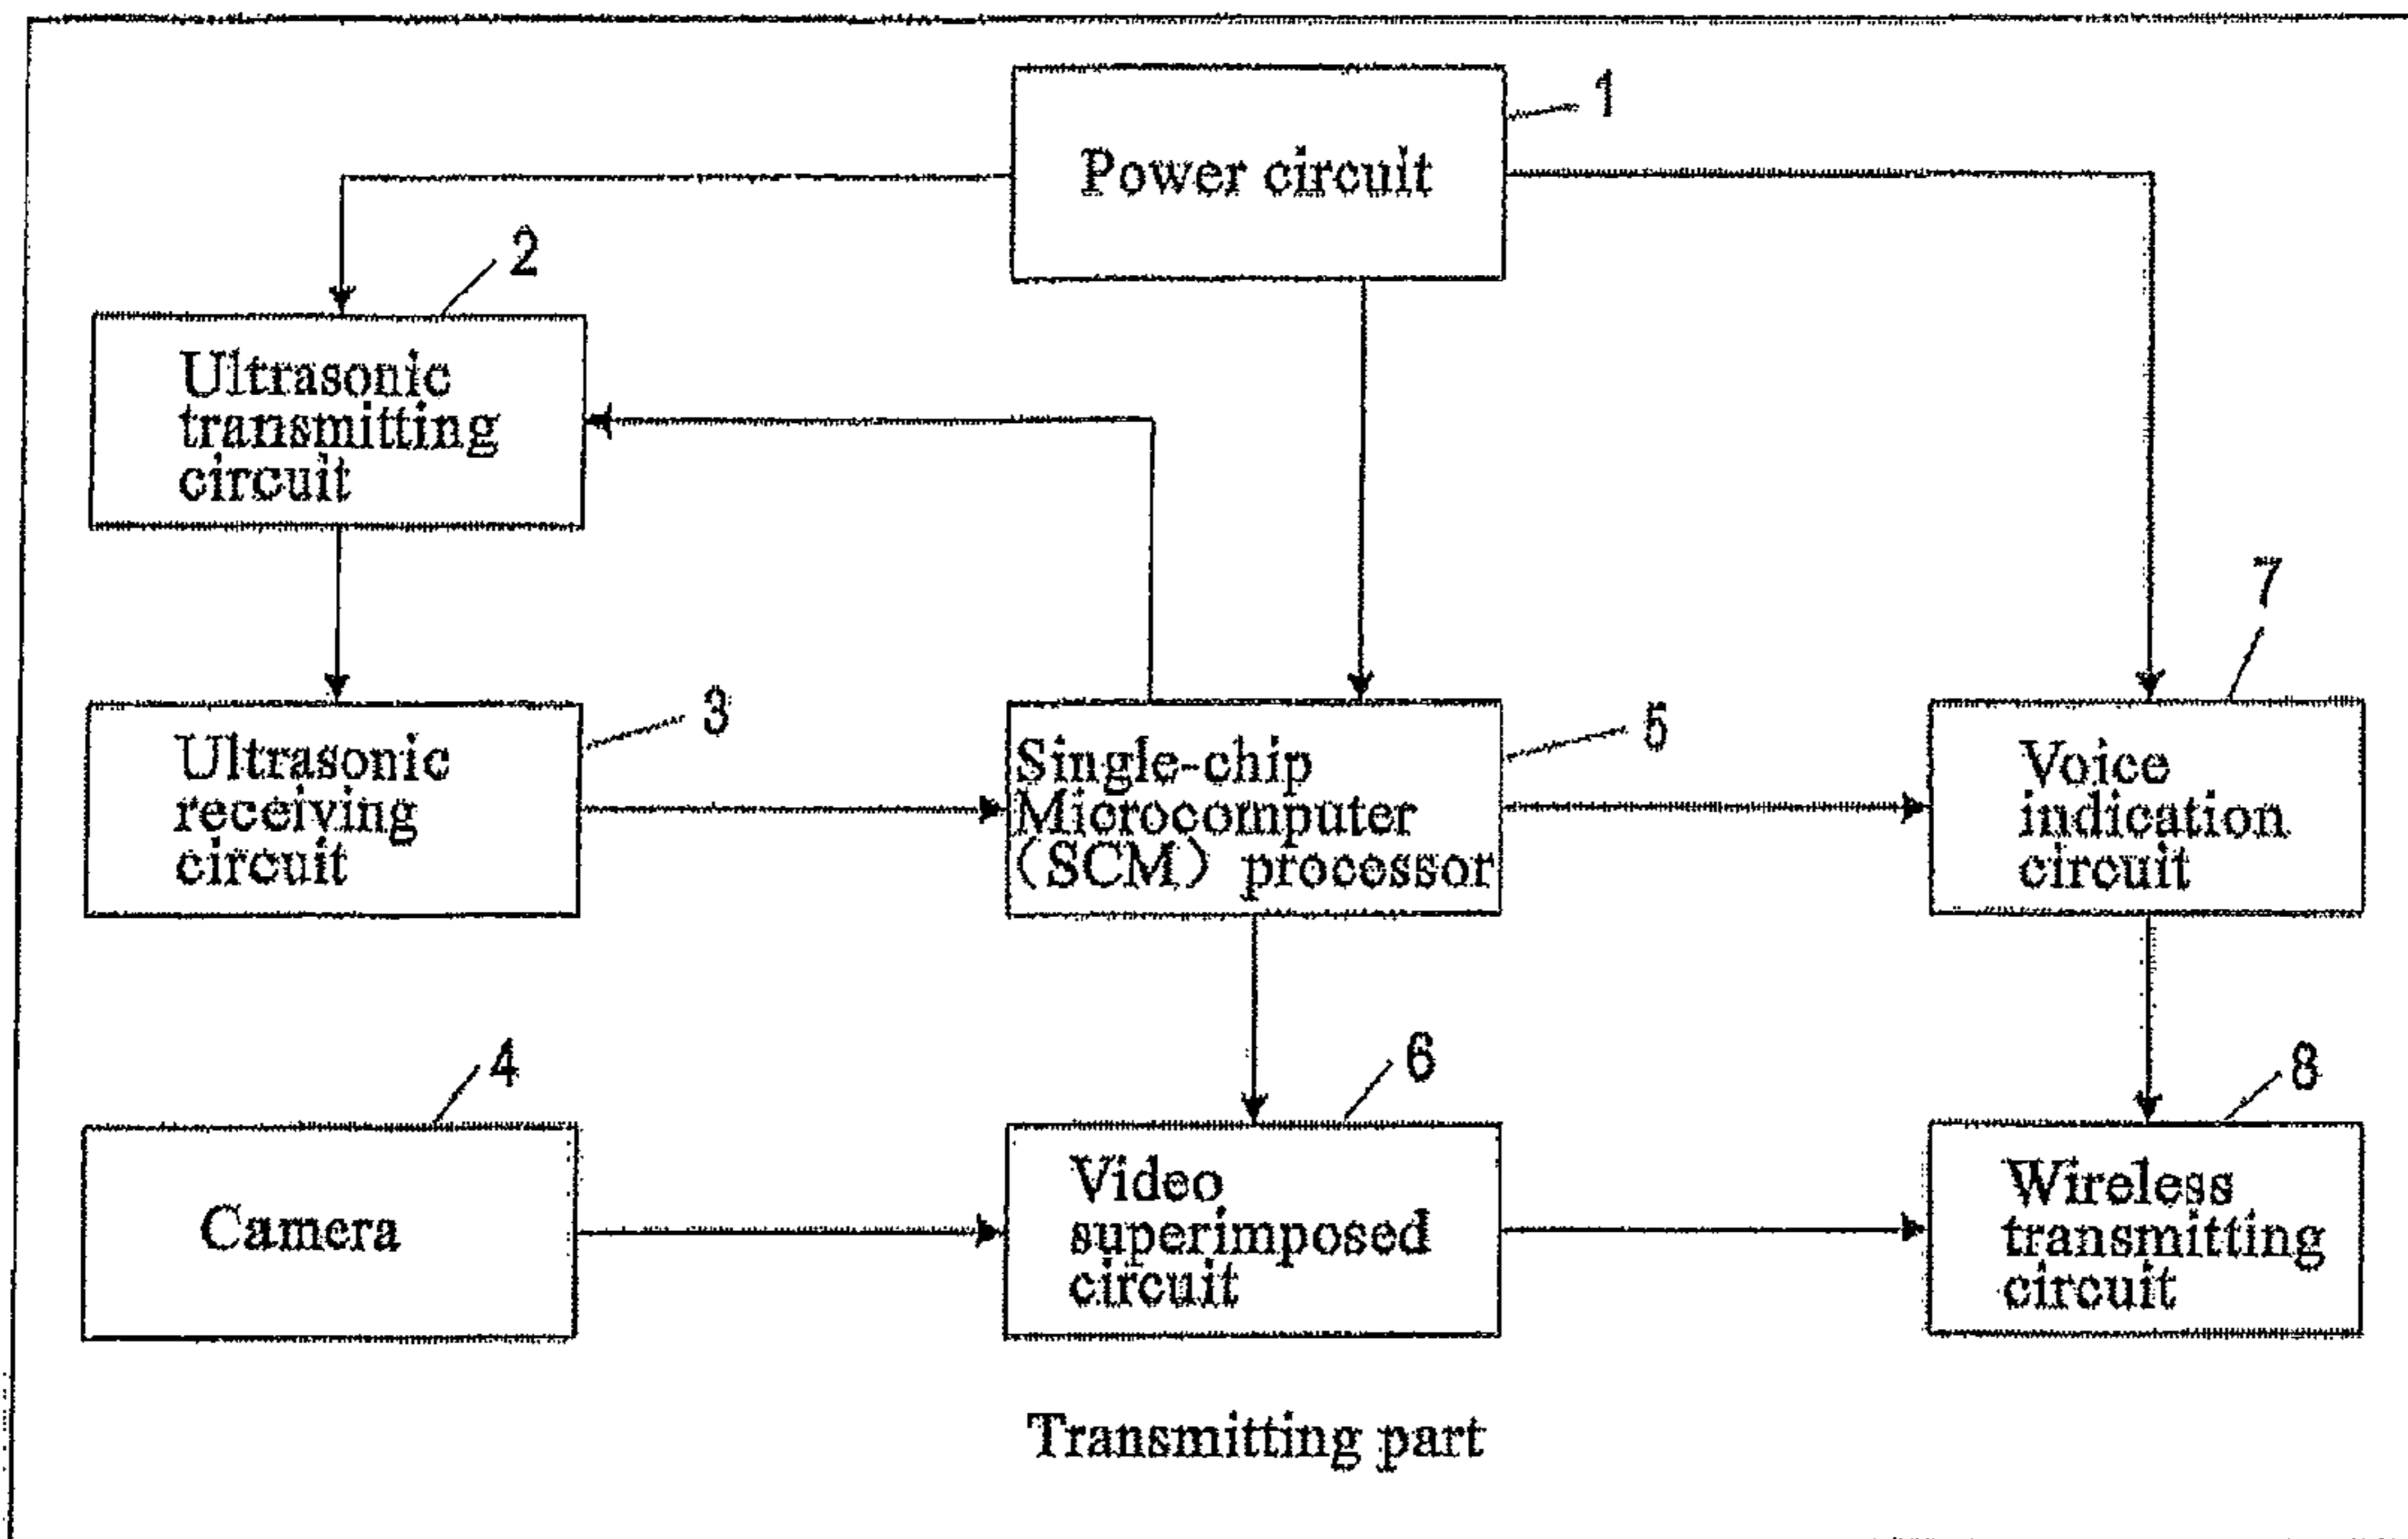 1
Power circuit
2
Ultrasonic
transmitting
circuit
7
3
Ultrasonic
receiving
circuit
5
Single-chip
Microcomputer
(SCM) processor
Voice
indication
circuit
4
Camera
6
Video
superimposed
circuit
8
Wireless
transmitting
circuit
Transmitting part